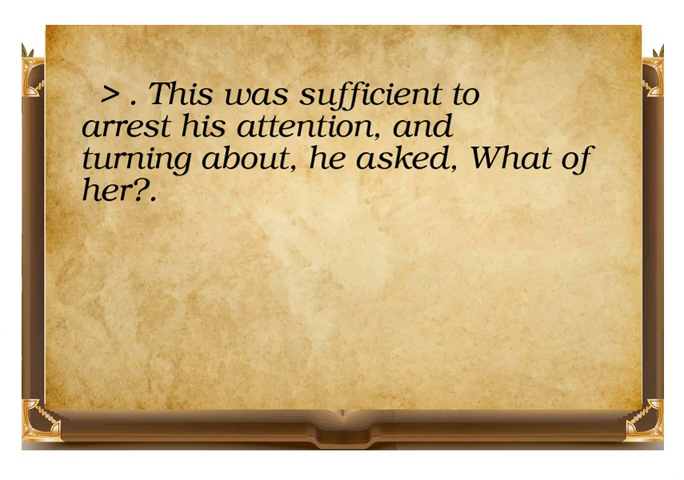 > . This was sufficient to
arrest his attention, and
turning about, he asked, What of
her?.